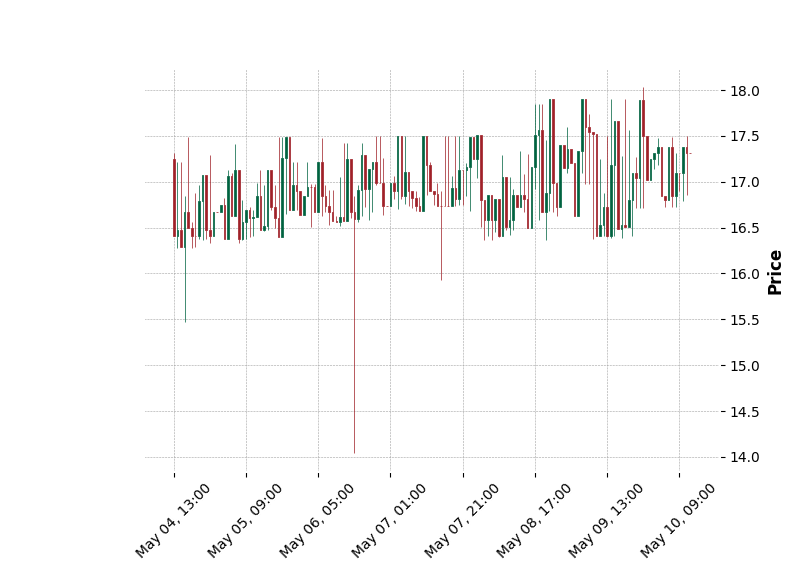 18.0
17.5
17.0
16.5
16.0
15.5
15.0
14.5
14.0
Price
May 04, 13:00
May 05, 09:00
May 06, 05:00
May 07, 01:00
May 07, 21:00
May 08, 17:00
May 09, 13:00
May 10, 09:00